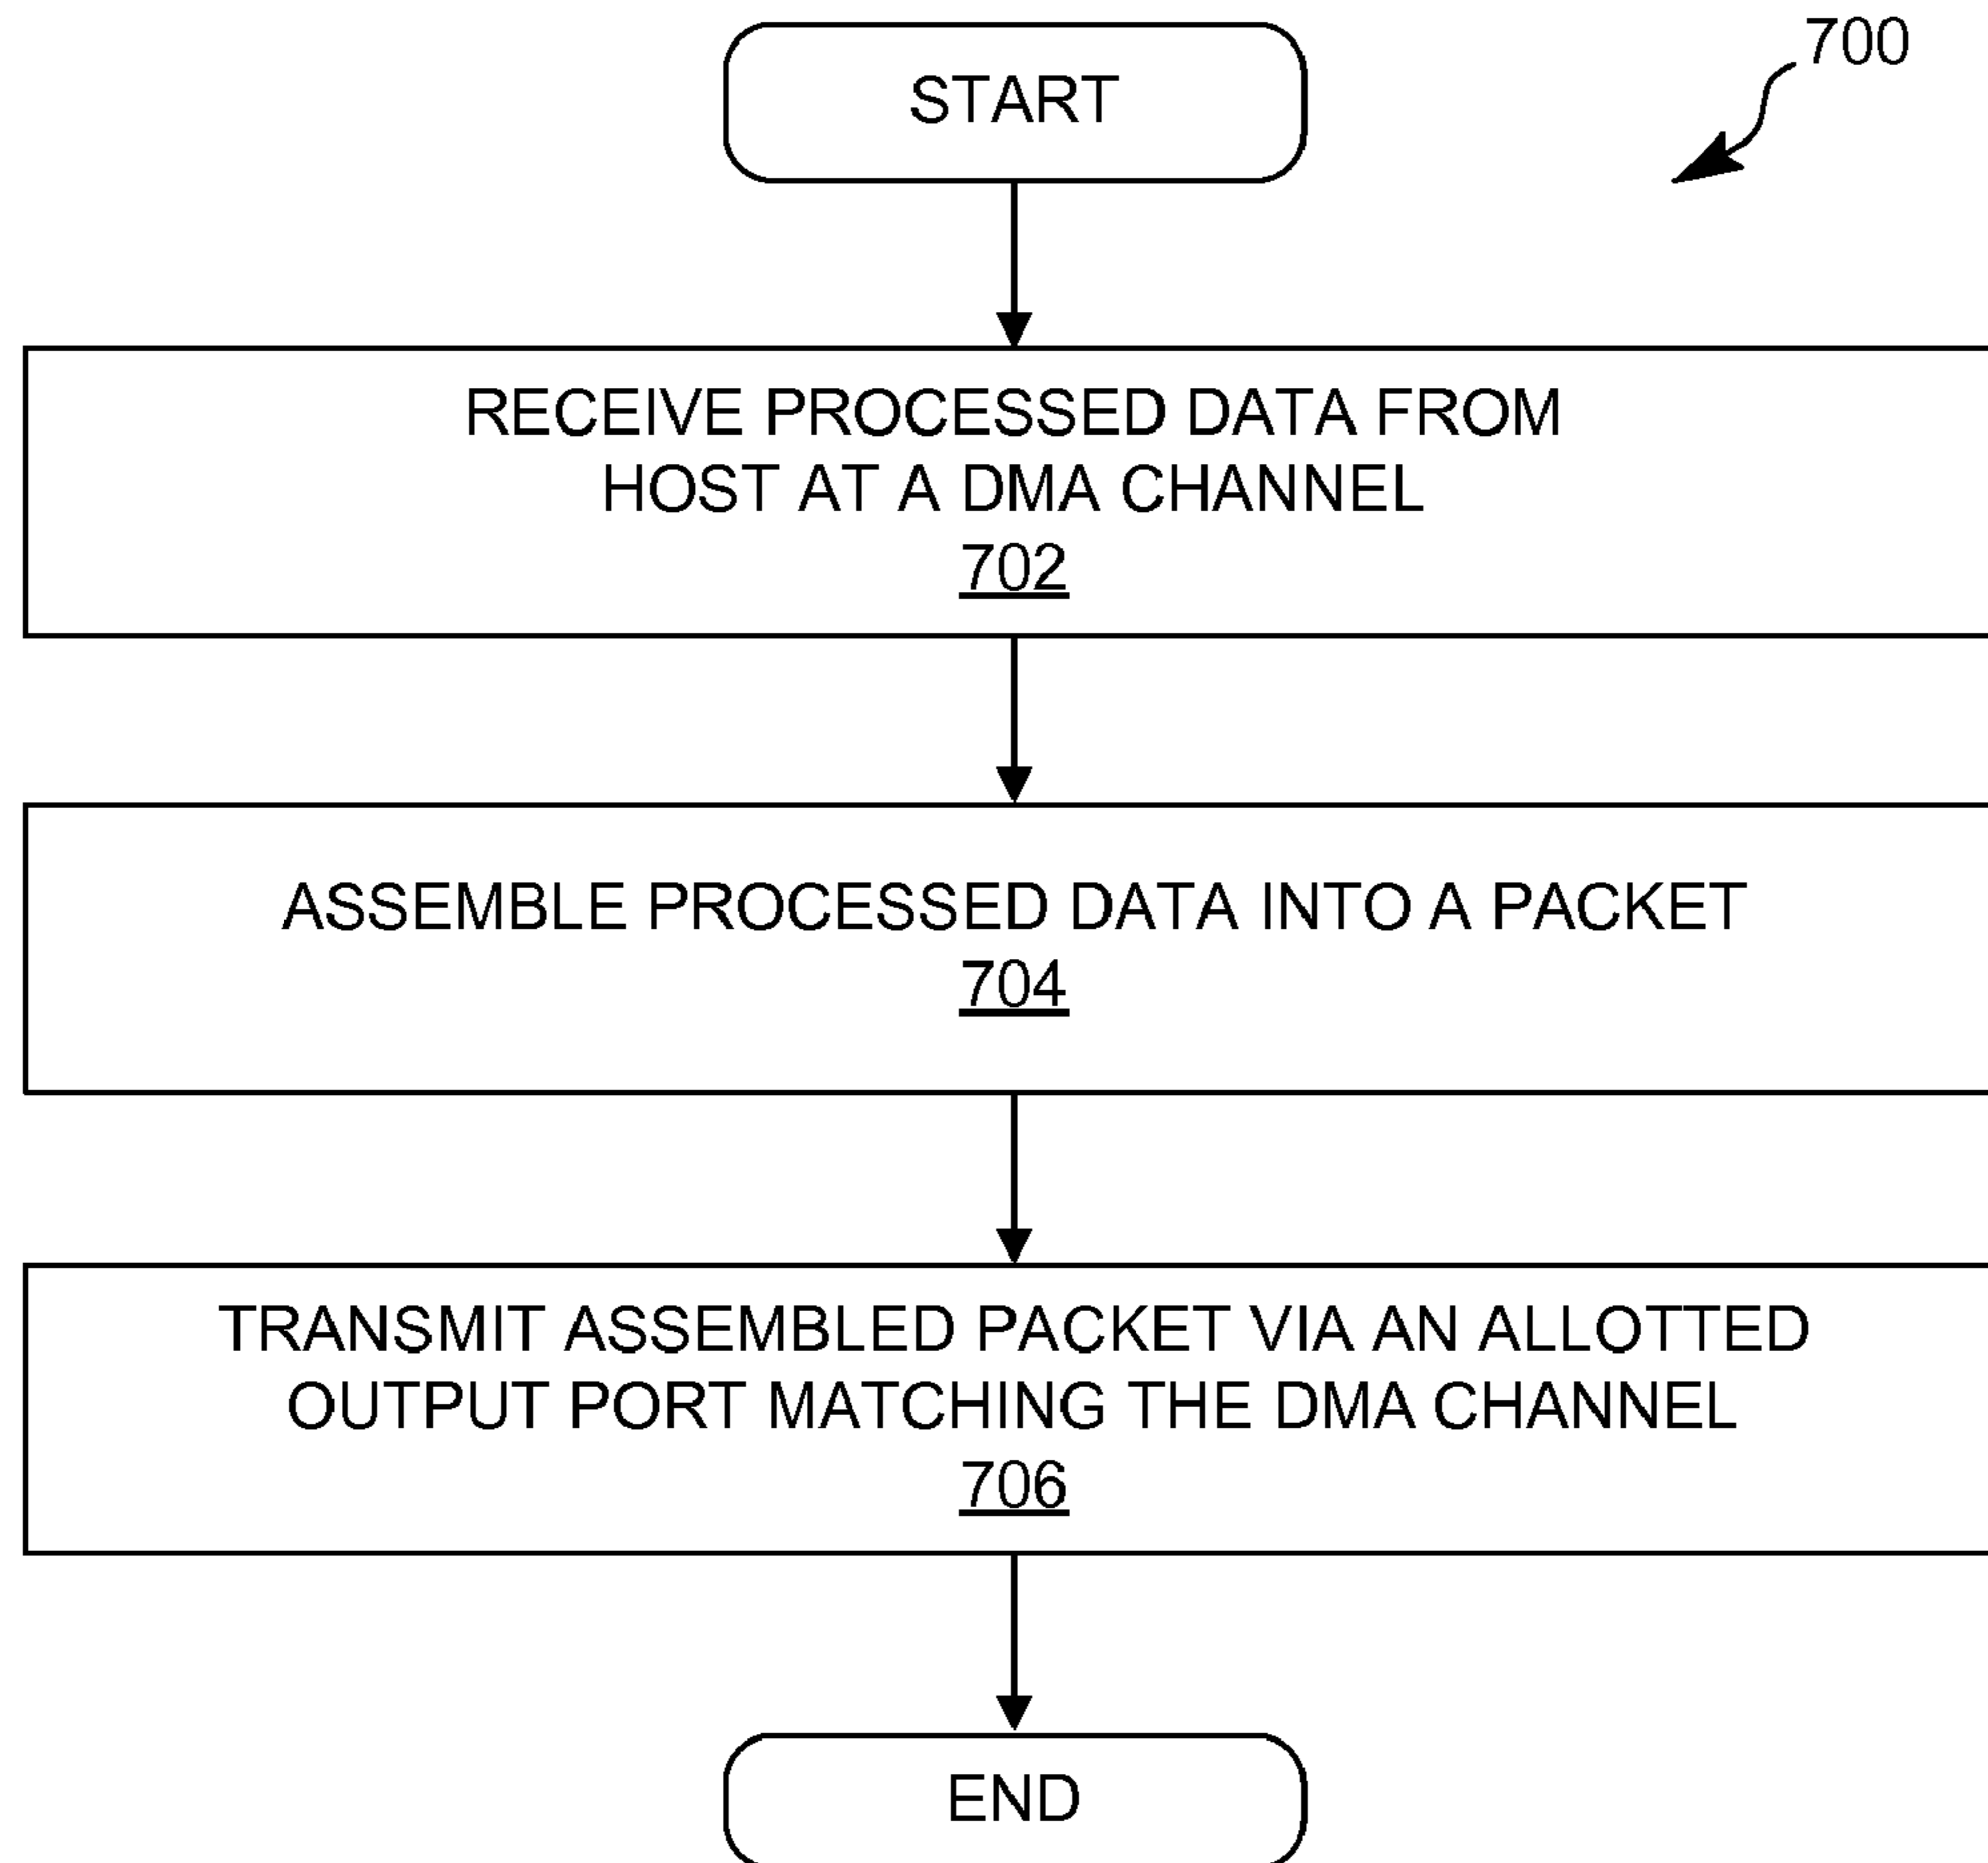 700
START
RECEIVE PROCESSED DATA FROM
HOST AT A DMA CHANNEL
702
ASSEMBLE PROCESSED DATA INTO A PACKET
704
TRANSMIT ASSEMBLED PACKET VIA AN ALLOTTED
OUTPUT PORT MATCHING THE DMA CHANNEL
706
END